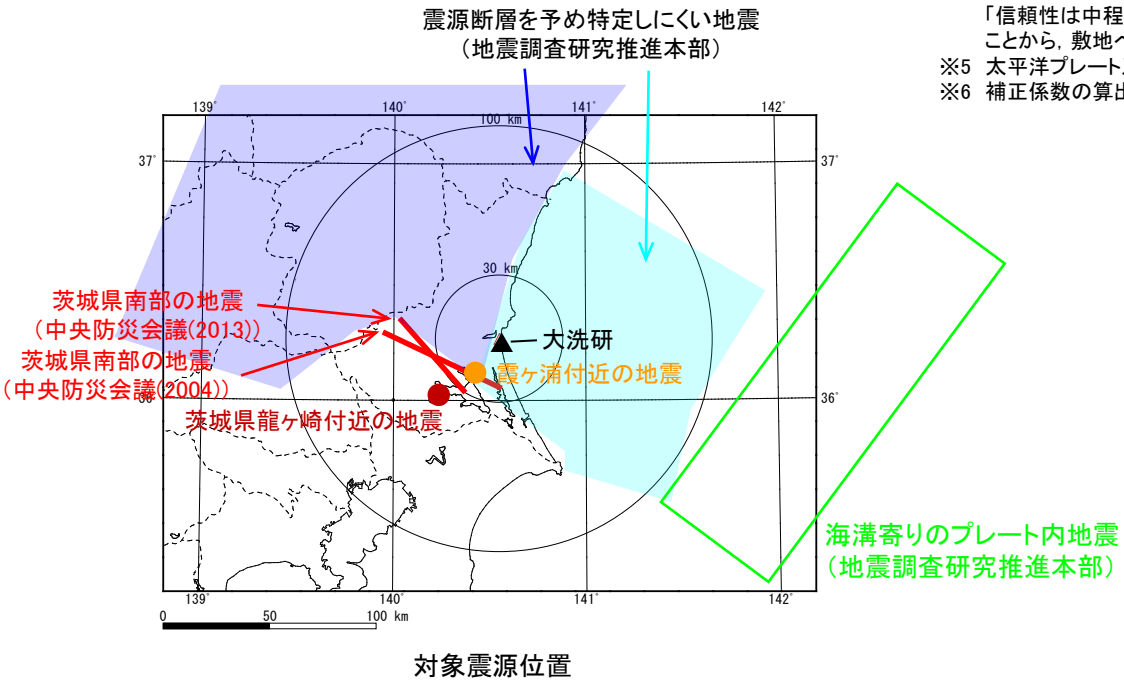 震源断層を予め特定しにくい地震
（地震調査研究推進本部）
「信頼性は中程
ことから，敷地へ
※5 太平洋プレート
※6 補正係数の算出
139°
140°
141°
142°
100 km
37°
37°
30 km
茨城県南部の地震
（中央防災会議(2013)）
大洗研
茨城県南部の地震
（中央防災会議(2004)）
霞ヶ浦付近の地震
36°
36°
茨城県龍ヶ崎付近の地震
海溝寄りのプレート内地震
（地震調査研究推進本部）
139°
140°
141°
142°
0 50 100 km
対象震源位置